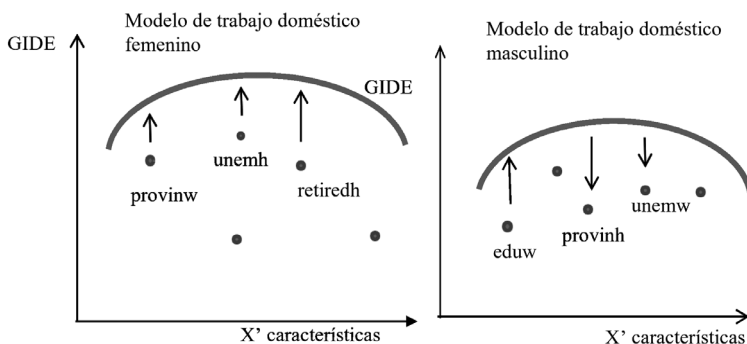 Modelo de trabajo doméstico
femenino
GIDE
GIDE
provinw
unemh
retiredh
X’ características
Modelo de trabajo doméstico
masculino
eduw
provinh
unemw
X’ características